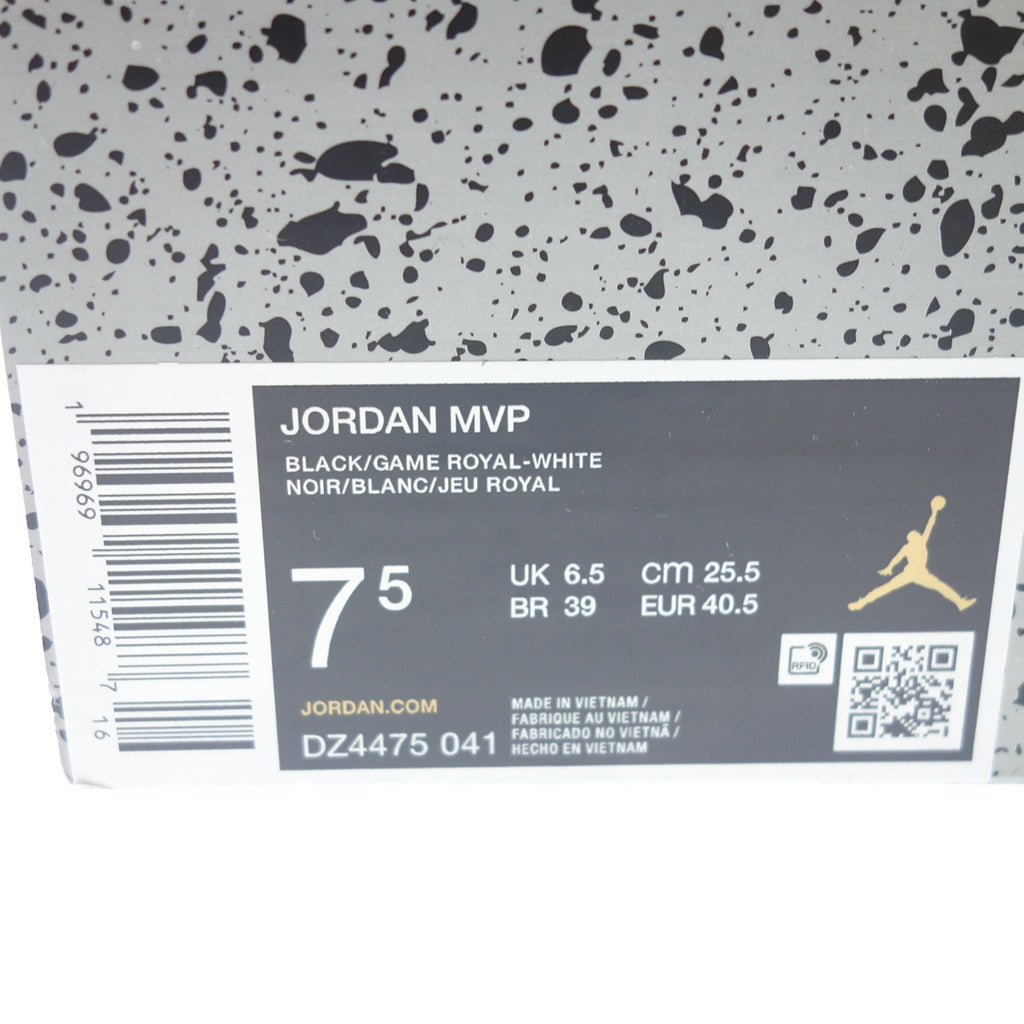 JORDAN MVP
BLACK/GAME ROYAL-WHITE
NOIR/BLANC/JEU ROYAL
7 5
UK 6.5 cm 25.5
BR 39 EUR 40.5
RFID
JORDAN.COM
DZ4475 041
MADE IN VIETNAM /
FABRIQUE AU VIETNAM /
FABRICADO NO VIETNÃ /
HECHO EN VIETNAM
1 96969 11548 7 16